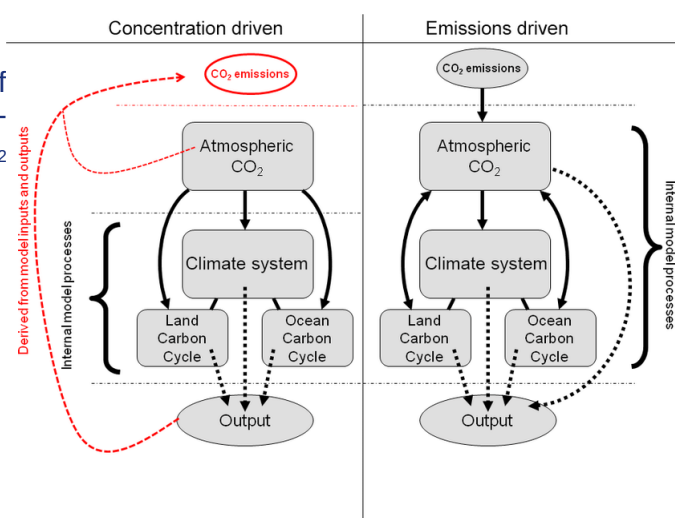 Concentration driven
Emissions driven
f
-
2
CO₂ emissions
CO₂ emissions
Atmospheric
CO₂
Atmospheric
CO₂
Derived from model inputs and outputs
Internal model processes
Internal model processes
Climate system
Climate system
Land
Carbon
Cycle
Ocean
Carbon
Cycle
Land
Carbon
Cycle
Ocean
Carbon
Cycle
Output
Output